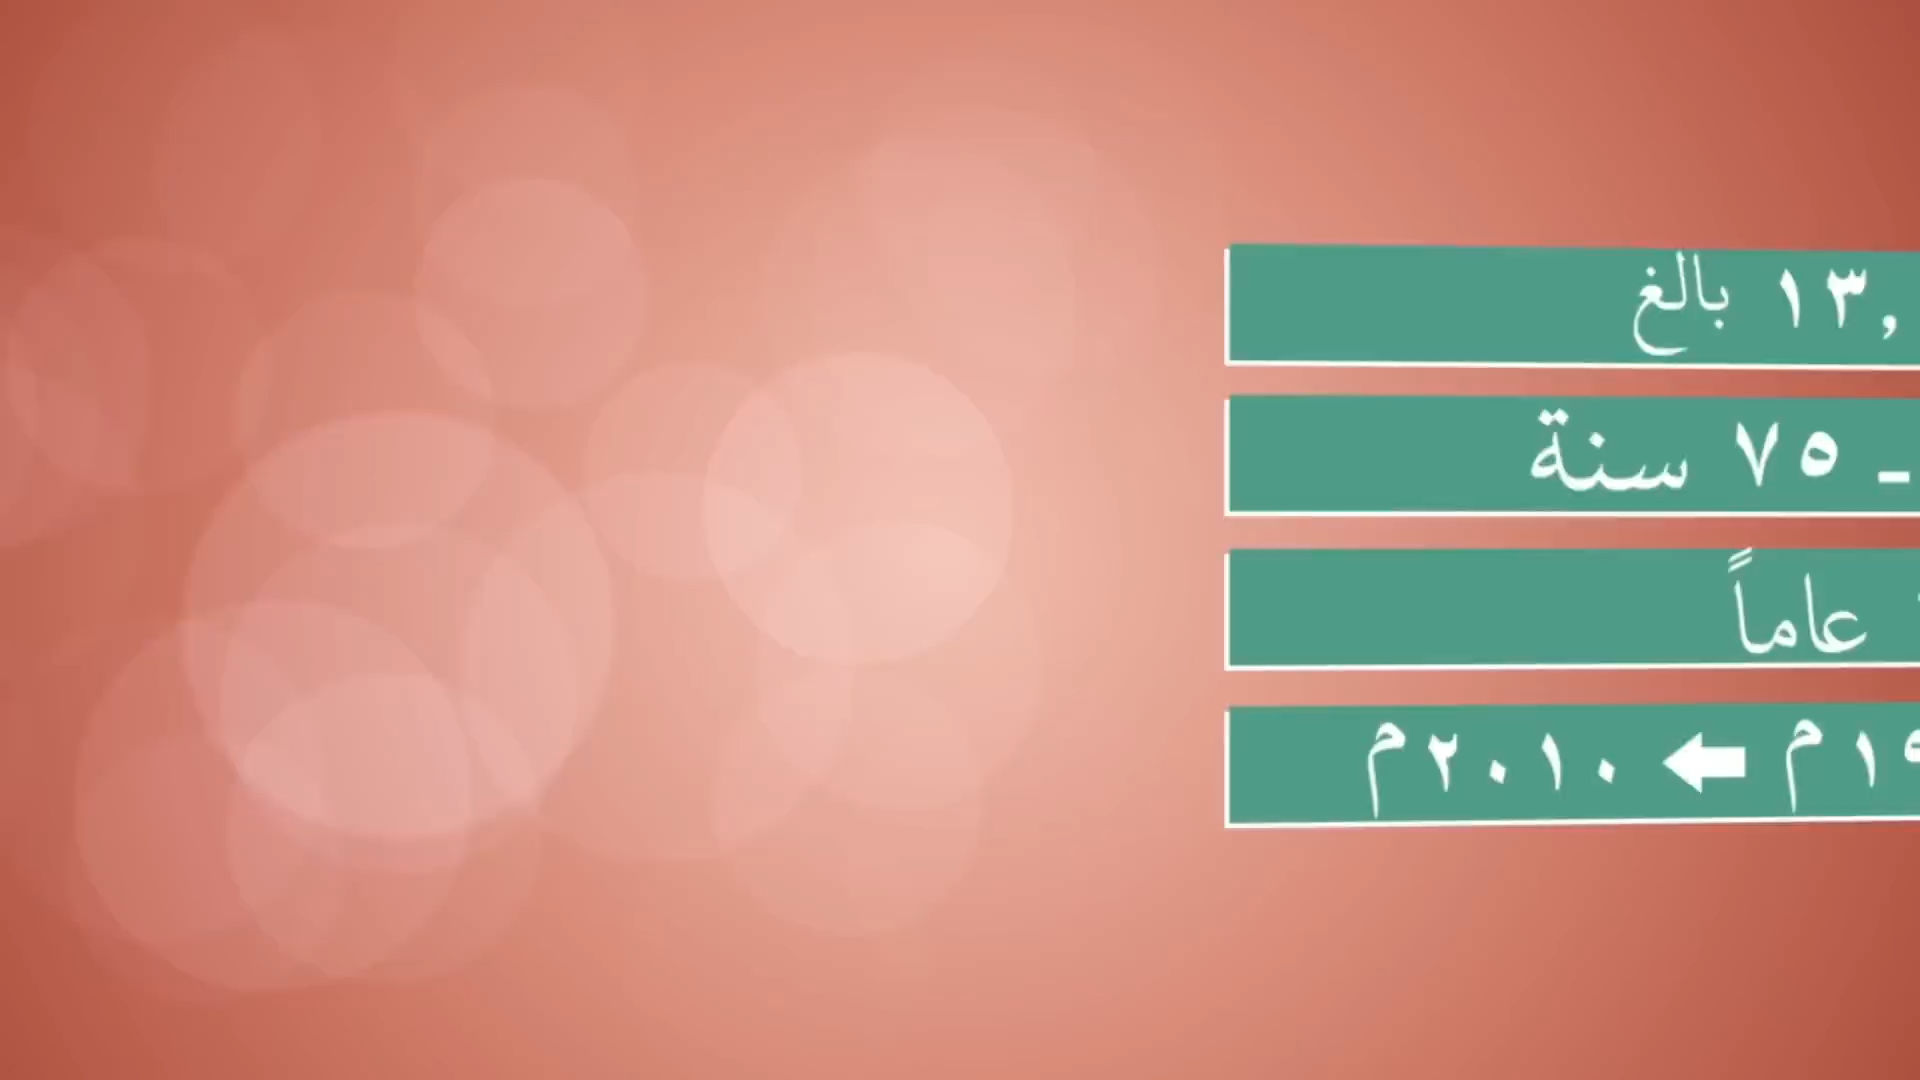 ١٣, بالغ
- ٧٥ سنة
عاماً
م ← ٢٠١٠م